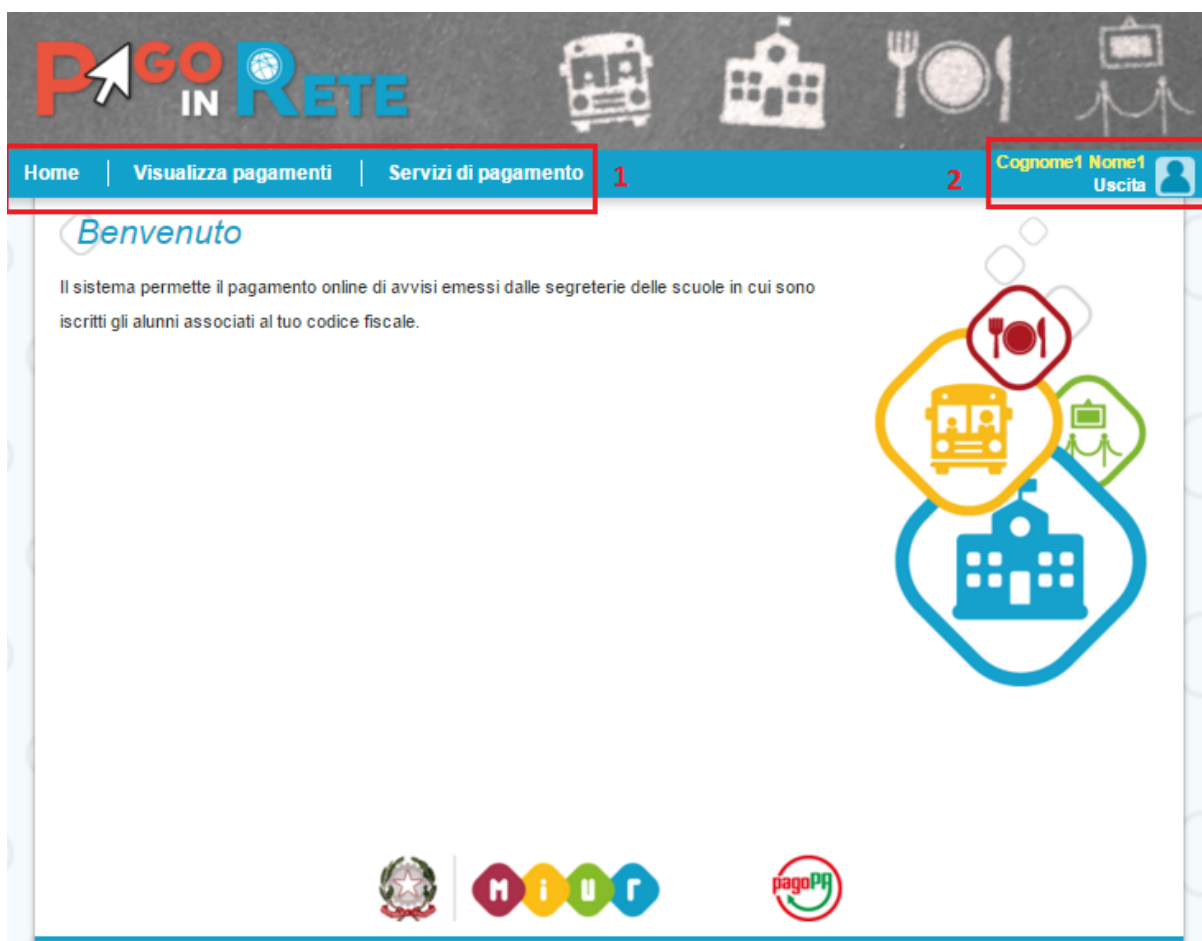 PAGO
IN RETE
Home Visualizza pagamenti Servizi di pagamento 1
2 Cognome1 Nome1
Uscita
Benvenuto
Il sistema permette il pagamento online di avvisi emessi dalle segreterie delle scuole in cui sono
iscritti gli alunni associati al tuo codice fiscale.
MiUr
pagoPA